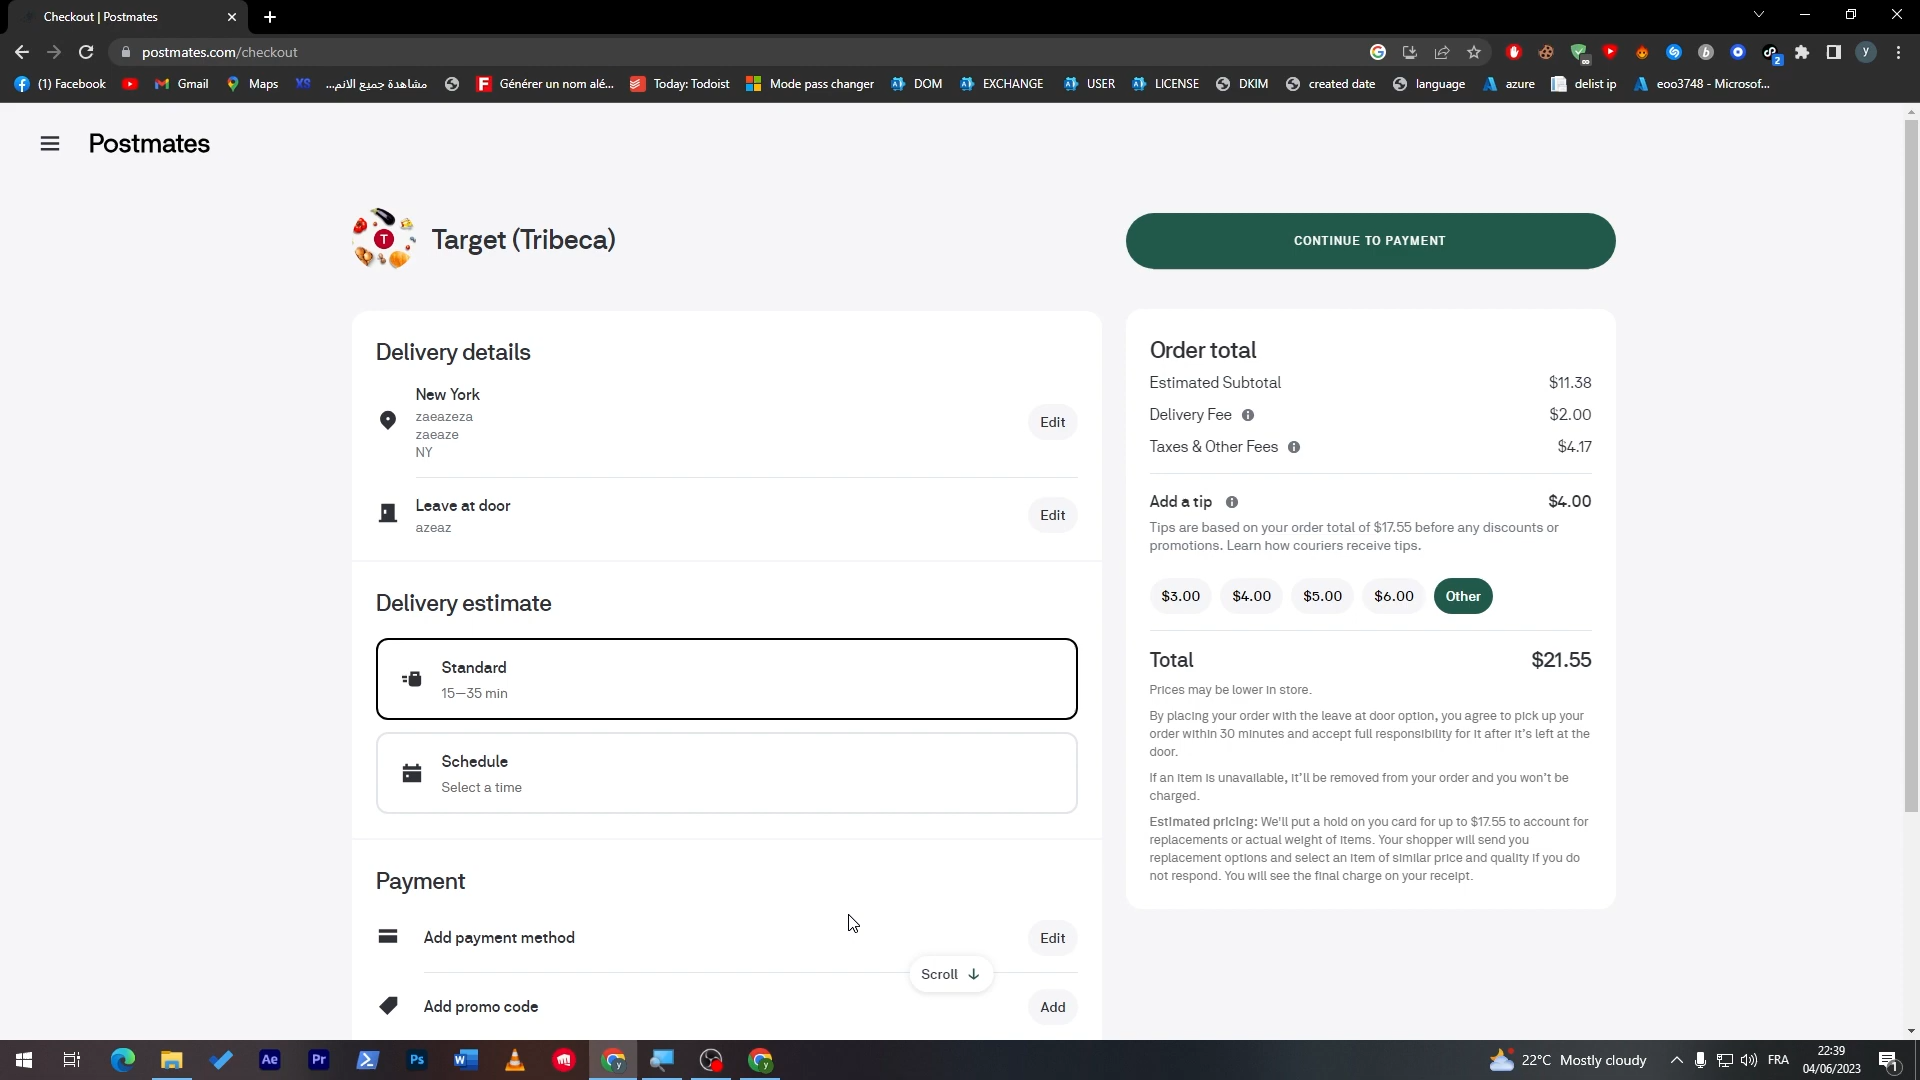 Checkout | Postmates
postmates.com/checkout
(1) Facebook
Gmail
Maps
مشاهدة جميع الانم...
Générer un nom alé...
Today: Todoist
Mode pass changer
DOM
EXCHANGE
USER
LICENSE
DKIM
created date
language
azure
delist ip
eoo3748 - Microsof...
Postmates
Target (Tribeca)
CONTINUE TO PAYMENT
Delivery details
New York
zaeazeza
zaeaze
NY
Edit
Leave at door
azeaz
Edit
Delivery estimate
Standard
15—35 min
Schedule
Select a time
Payment
Add payment method
Edit
Scroll
Add promo code
Add
Order total
Estimated Subtotal $11.38
Delivery Fee $2.00
Taxes & Other Fees $4.17
Add a tip $4.00
Tips are based on your order total of $17.55 before any discounts or
promotions. Learn how couriers receive tips.
$3.00 $4.00 $5.00 $6.00 Other
Total $21.55
Prices may be lower in store.
By placing your order with the leave at door option, you agree to pick up your
order within 30 minutes and accept full responsibility for it after it's left at the
door.
If an item is unavailable, it'll be removed from your order and you won't be
charged.
Estimated pricing: We'll put a hold on you card for up to $17.55 to account for
replacements or actual weight of items. Your shopper will send you
replacement options and select an item of similar price and quality if you do
not respond. You will see the final charge on your receipt.
22°C Mostly cloudy
FRA
22:39
04/06/2023